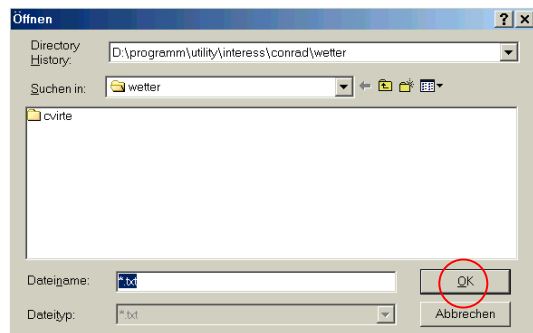 Öffnen
Directory
History:
D:\programm\utility\interess\conrad\wetter
Suchen in:
wetter
cvirte
Dateiname:
*.txt
OK
Dateityp:
*.txt
Abbrechen